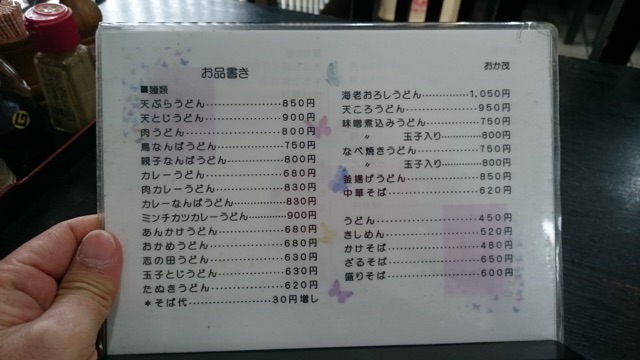 お品書き
おか茂
■麺類
天ぷらうどん……………………850円
天とじうどん……………………900円
肉うどん…………………………800円
鳥なんばうどん…………………750円
親子なんばうどん………………800円
カレーうどん……………………680円
肉カレーうどん…………………830円
カレーなんばうどん……………830円
ミンチカツカレーうどん………900円
あんかけうどん…………………680円
おかめうどん……………………680円
志の田うどん……………………630円
玉子とじうどん…………………630円
たぬきうどん……………………620円
*そば代…………………30円増し
海老おろしうどん…………1,050円
天ころうどん……………………950円
味噌煮込みうどん………………750円
〃 玉子入り…………800円
なべ焼きうどん…………………750円
〃 玉子入り…………800円
釜揚げうどん……………………850円
中華そば…………………………620円
うどん……………………………450円
きしめん…………………………520円
かけそば…………………………480円
ざるそば…………………………650円
盛りそば…………………………600円